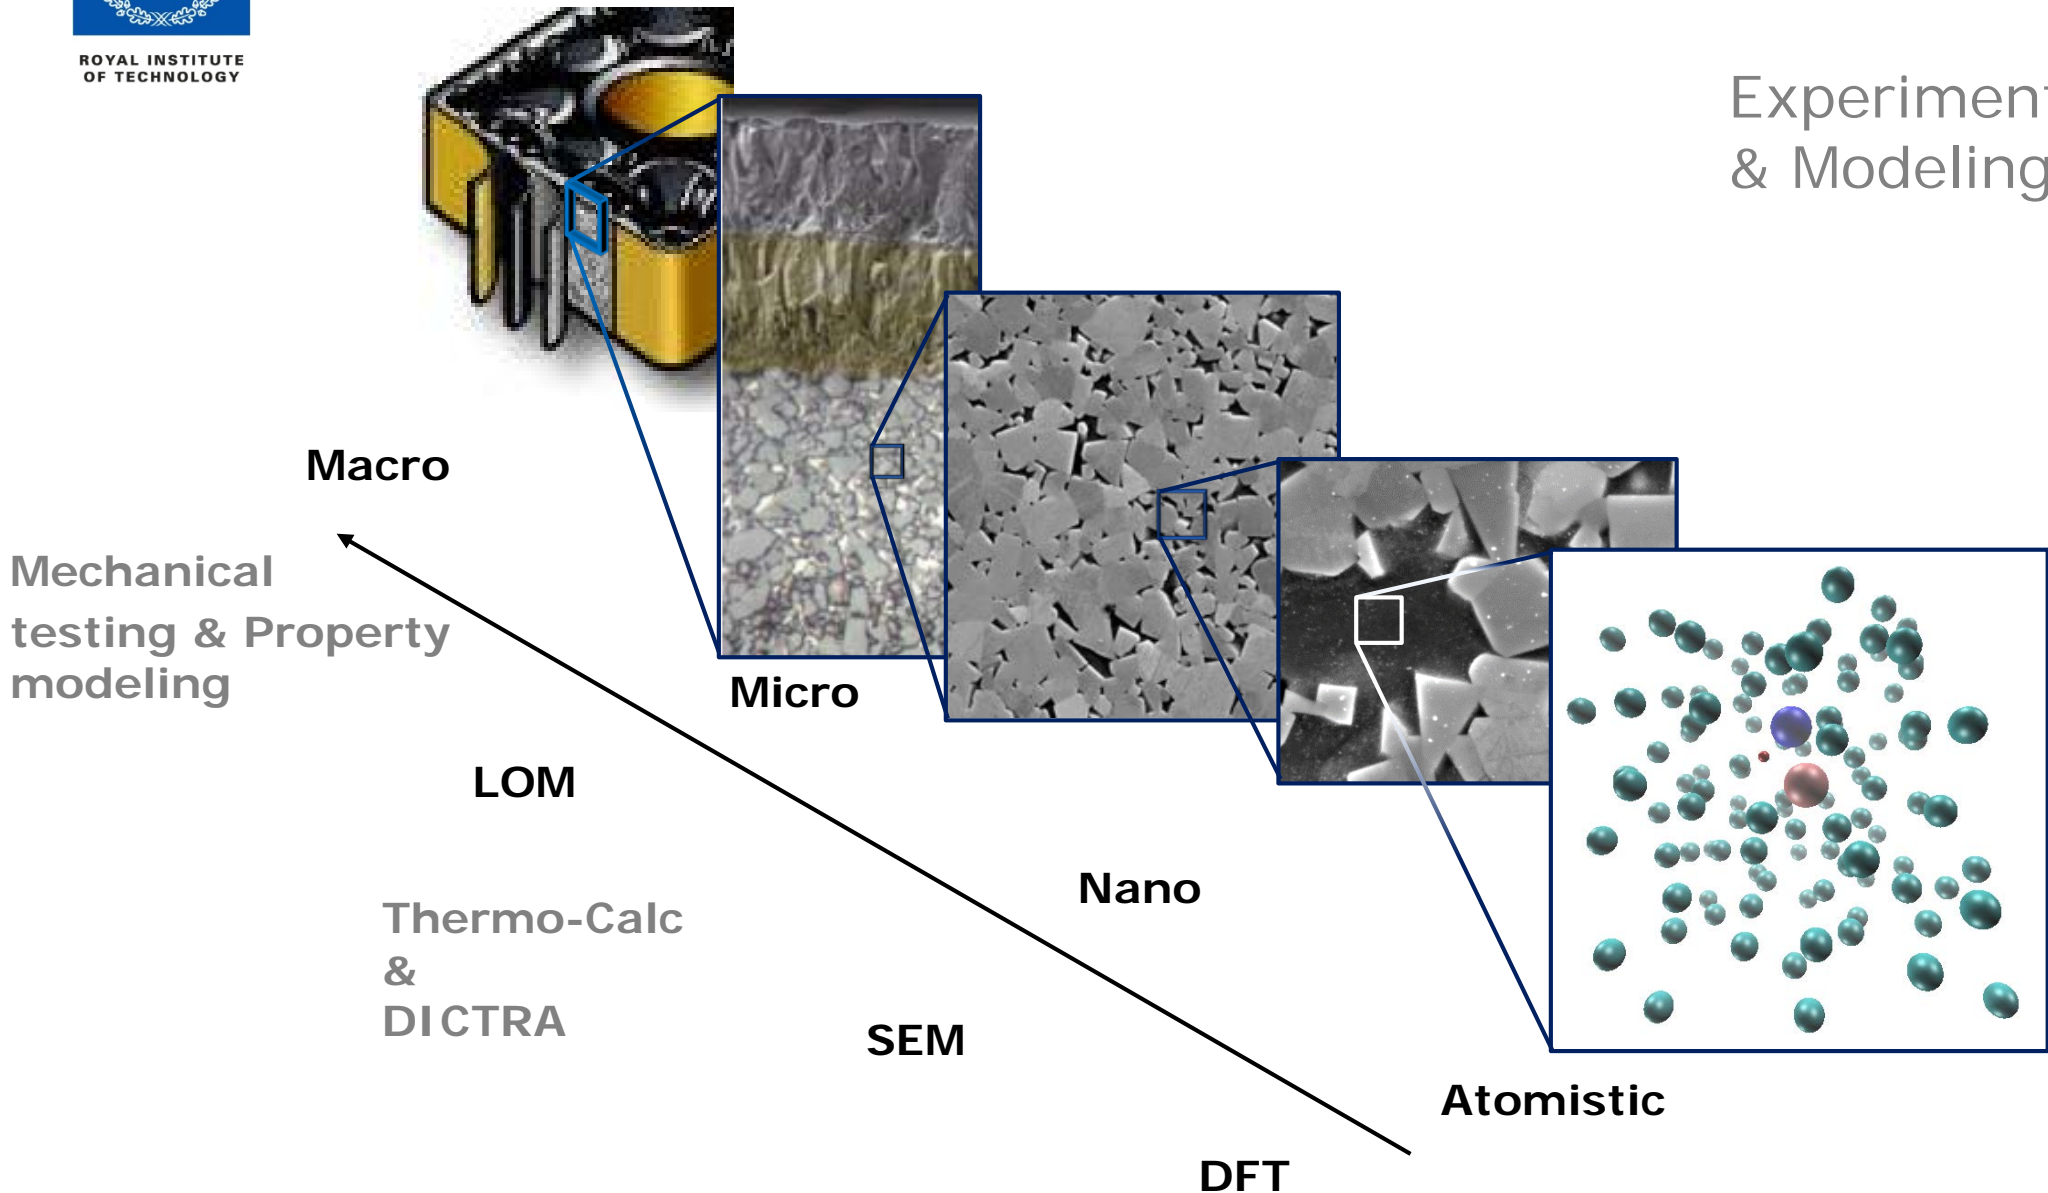 ROYAL INSTITUTE
OF TECHNOLOGY
Experiment
& Modeling
Macro
Mechanical
testing & Property
modeling
Micro
LOM
Nano
Thermo-Calc
&
DICTRA
SEM
Atomistic
DFT